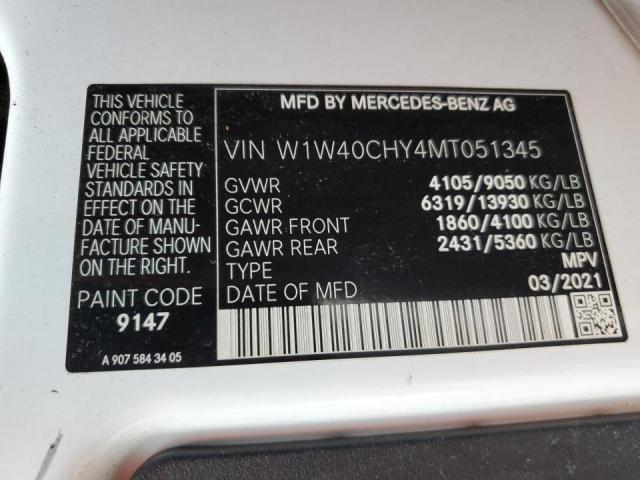 THIS VEHICLE
CONFORMS TO
ALL APPLICABLE
FEDERAL
MOTOR
VEHICLE SAFETY
STANDARDS IN
EFFECT ON THE
DATE OF MANU-
FACTURE SHOWN
ON THE RIGHT.
PAINT CODE
9147
A 907 584 34 05
MFD BY MERCEDES-BENZ AG
VIN W1W40CHY4MT051345
GVWR 4105/9050 KG/LB
GCWR 6319/13930 KG/LB
GAWR FRONT 1860/4100 KG/LB
GAWR REAR 2431/5360 KG/LB
TYPE MPV
DATE OF MFD 03/2021